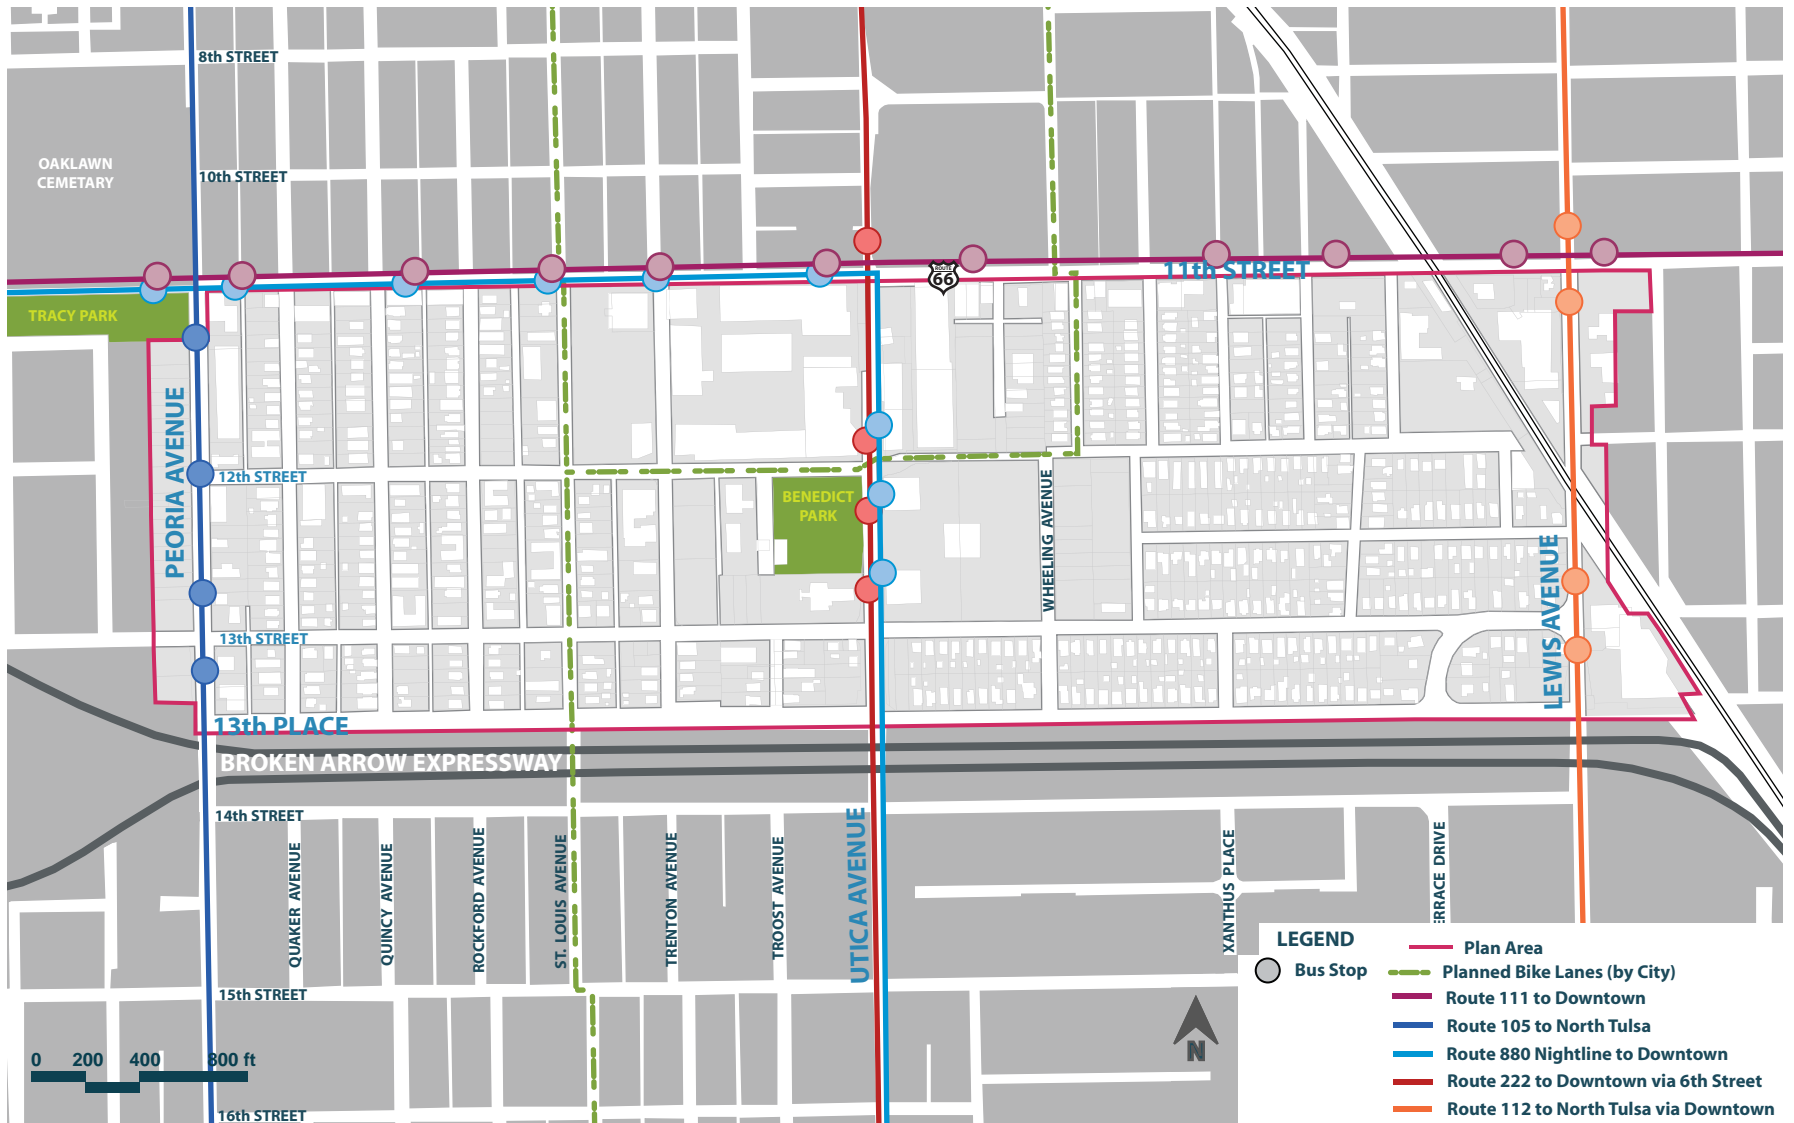 8th STREET
OAKLAWN
CEMETARY
10th STREET
11th STREET
ROUTE
66
TRACY PARK
PEORIA AVENUE
12th STREET
BENEDICT
PARK
WHEELING AVENUE
LEWIS AVENUE
13th STREET
13th PLACE
BROKEN ARROW EXPRESSWAY
14th STREET
QUAKER AVENUE
QUINCY AVENUE
ROCKFORD AVENUE
ST. LOUIS AVENUE
TRENTON AVENUE
TROOST AVENUE
UTICA AVENUE
XANTHUS PLACE
ERRACE DRIVE
15th STREET
16th STREET
0 200 400 800 ft
N
LEGEND
Bus Stop
Plan Area
Planned Bike Lanes (by City)
Route 111 to Downtown
Route 105 to North Tulsa
Route 880 Nightline to Downtown
Route 222 to Downtown via 6th Street
Route 112 to North Tulsa via Downtown